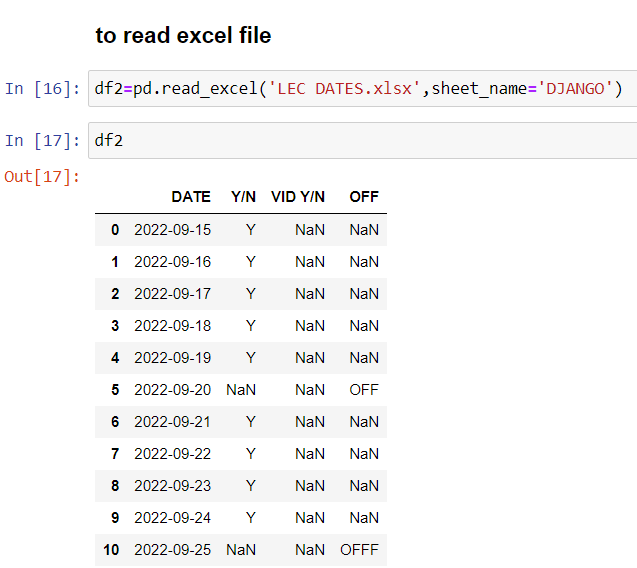 to read excel file
In [16]: df2=pd.read_excel('LEC DATES.xlsx',sheet_name='DJANGO')
In [17]: df2
Out[17]:
DATE Y/N VID Y/N OFF
0 2022-09-15 Y NaN NaN
1 2022-09-16 Y NaN NaN
2 2022-09-17 Y NaN NaN
3 2022-09-18 Y NaN NaN
4 2022-09-19 Y NaN NaN
5 2022-09-20 NaN NaN OFF
6 2022-09-21 Y NaN NaN
7 2022-09-22 Y NaN NaN
8 2022-09-23 Y NaN NaN
9 2022-09-24 Y NaN NaN
10 2022-09-25 NaN NaN OFFF